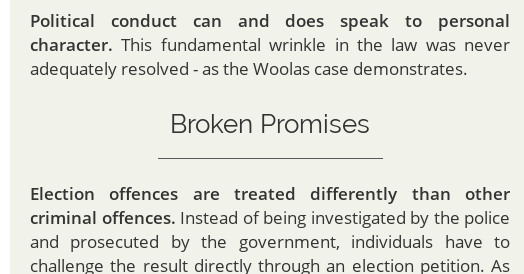 Political conduct can and does speak to personal
character. This fundamental wrinkle in the law was never
adequately resolved - as the Woolas case demonstrates.
Broken Promises
Election offences are treated differently than other
criminal offences. Instead of being investigated by the police
and prosecuted by the government, individuals have to
challenge the result directly through an election petition. As